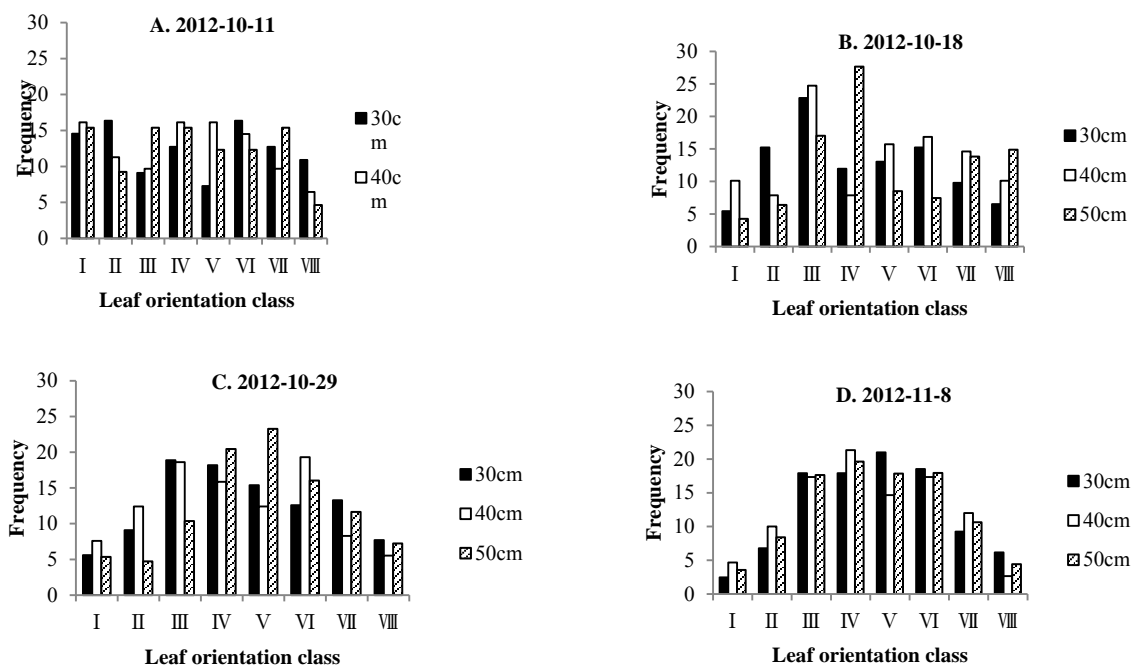 A. 2012-10-11
30
25
20
15
10
5
0
Frequency
I II III IV V VI VII VIII
Leaf orientation class
30c
m
40c
m
B. 2012-10-18
30
25
20
15
10
5
0
Frequency
I II III IV V VI VII VIII
Leaf orientation class
30cm
40cm
50cm
C. 2012-10-29
30
25
20
15
10
5
0
Frequency
I II III IV V VI VII VIII
Leaf orientation class
30cm
40cm
50cm
D. 2012-11-8
30
25
20
15
10
5
0
Frequency
I II III IV V VI VII VIII
Leaf orientation class
30cm
40cm
50cm